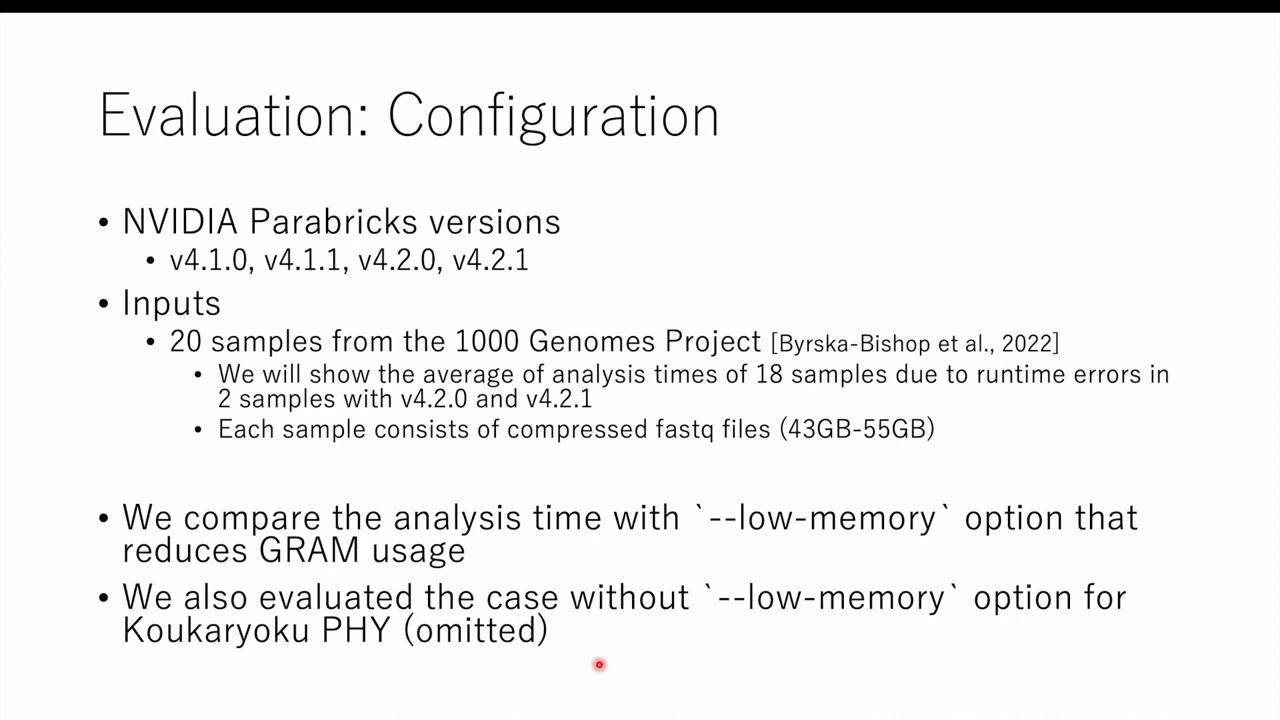 Evaluation: Configuration
• NVIDIA Parabricks versions
• v4.1.0, v4.1.1, v4.2.0, v4.2.1
• Inputs
• 20 samples from the 1000 Genomes Project [Byrska-Bishop et al., 2022]
• We will show the average of analysis times of 18 samples due to runtime errors in
2 samples with v4.2.0 and v4.2.1
• Each sample consists of compressed fastq files (43GB-55GB)
• We compare the analysis time with `--low-memory` option that
reduces GRAM usage
• We also evaluated the case without `--low-memory` option for
Koukaryoku PHY (omitted)